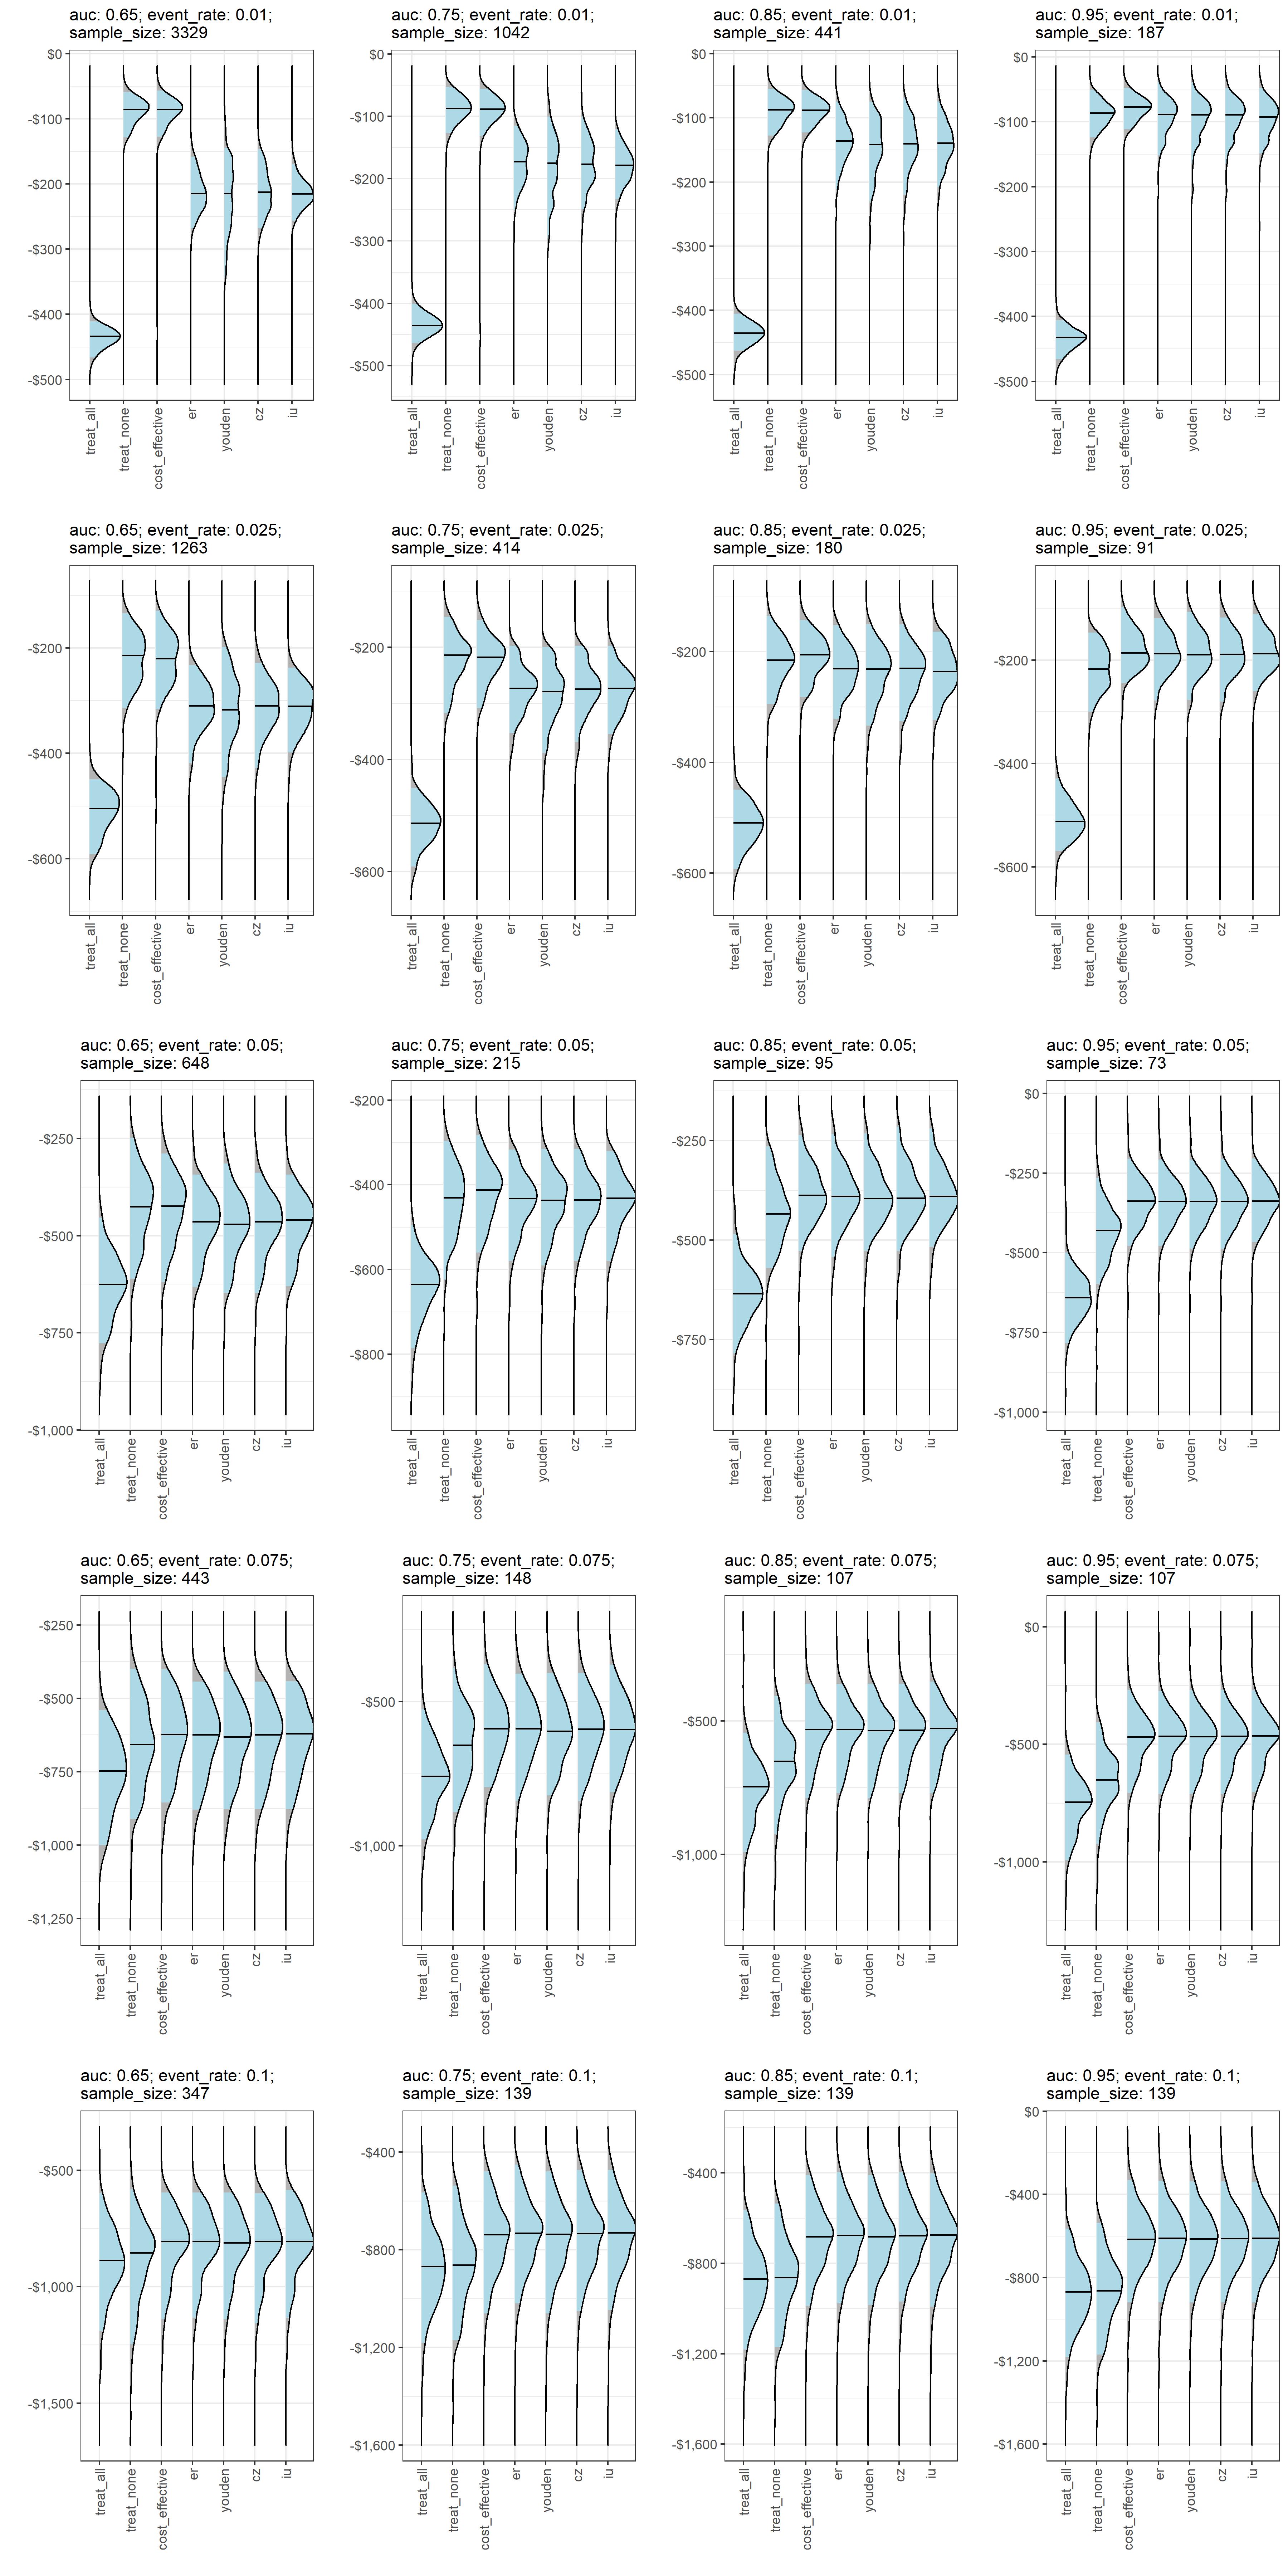 auc: 0.65; event_rate: 0.01;
sample_size: 3329
$0
-$100
-$200
-$300
-$400
-$500
treat_all
treat_none
cost_effective
er
youden
cz
iu
auc: 0.75; event_rate: 0.01;
sample_size: 1042
$0
-$100
-$200
-$300
-$400
-$500
treat_all
treat_none
cost_effective
er
youden
cz
iu
auc: 0.85; event_rate: 0.01;
sample_size: 441
$0
-$100
-$200
-$300
-$400
-$500
treat_all
treat_none
cost_effective
er
youden
cz
iu
auc: 0.95; event_rate: 0.01;
sample_size: 187
$0
-$100
-$200
-$300
-$400
-$500
treat_all
treat_none
cost_effective
er
youden
cz
iu
auc: 0.65; event_rate: 0.025;
sample_size: 1263
-$200
-$400
-$600
treat_all
treat_none
cost_effective
er
youden
cz
iu
auc: 0.75; event_rate: 0.025;
sample_size: 414
-$200
-$400
-$600
treat_all
treat_none
cost_effective
er
youden
cz
iu
auc: 0.85; event_rate: 0.025;
sample_size: 180
-$200
-$400
-$600
treat_all
treat_none
cost_effective
er
youden
cz
iu
auc: 0.95; event_rate: 0.025;
sample_size: 91
-$200
-$400
-$600
treat_all
treat_none
cost_effective
er
youden
cz
iu
auc: 0.65; event_rate: 0.05;
sample_size: 648
-$250
-$500
-$750
-$1,000
treat_all
treat_none
cost_effective
er
youden
cz
iu
auc: 0.75; event_rate: 0.05;
sample_size: 215
-$200
-$400
-$600
-$800
treat_all
treat_none
cost_effective
er
youden
cz
iu
auc: 0.85; event_rate: 0.05;
sample_size: 95
-$250
-$500
-$750
treat_all
treat_none
cost_effective
er
youden
cz
iu
auc: 0.95; event_rate: 0.05;
sample_size: 73
$0
-$250
-$500
-$750
-$1,000
treat_all
treat_none
cost_effective
er
youden
cz
iu
auc: 0.65; event_rate: 0.075;
sample_size: 443
-$250
-$500
-$750
-$1,000
-$1,250
treat_all
treat_none
cost_effective
er
youden
cz
iu
auc: 0.75; event_rate: 0.075;
sample_size: 148
-$500
-$1,000
treat_all
treat_none
cost_effective
er
youden
cz
iu
auc: 0.85; event_rate: 0.075;
sample_size: 107
-$500
-$1,000
treat_all
treat_none
cost_effective
er
youden
cz
iu
auc: 0.95; event_rate: 0.075;
sample_size: 107
$0
-$500
-$1,000
treat_all
treat_none
cost_effective
er
youden
cz
iu
auc: 0.65; event_rate: 0.1;
sample_size: 347
-$500
-$1,000
-$1,500
treat_all
treat_none
cost_effective
er
youden
cz
iu
auc: 0.75; event_rate: 0.1;
sample_size: 139
-$400
-$800
-$1,200
-$1,600
treat_all
treat_none
cost_effective
er
youden
cz
iu
auc: 0.85; event_rate: 0.1;
sample_size: 139
-$400
-$800
-$1,200
-$1,600
treat_all
treat_none
cost_effective
er
youden
cz
iu
auc: 0.95; event_rate: 0.1;
sample_size: 139
$0
-$400
-$800
-$1,200
-$1,600
treat_all
treat_none
cost_effective
er
youden
cz
iu